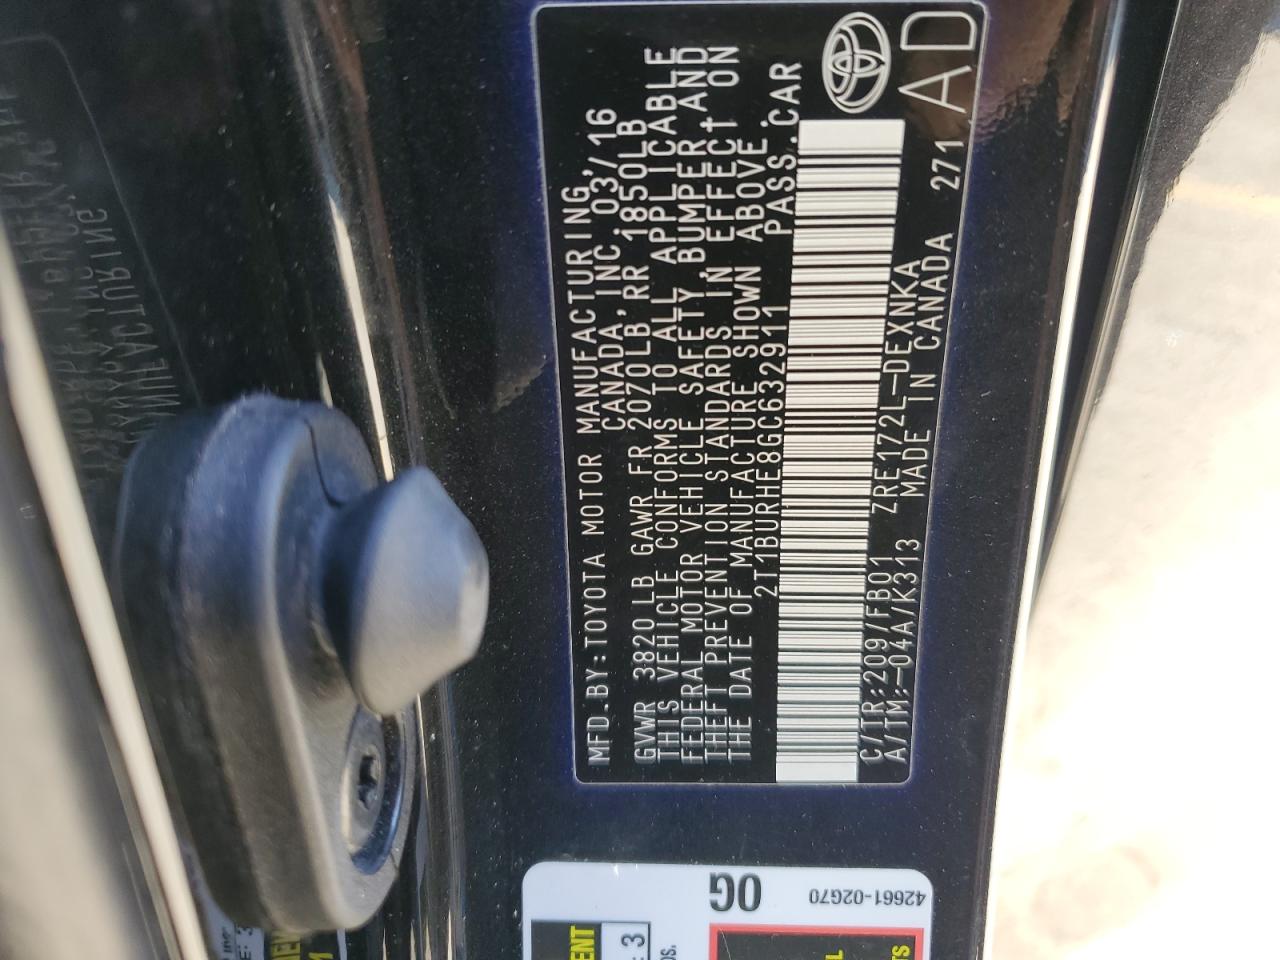 MFD.BY:TOYOTA MOTOR MANUFACTURING,
CANADA, INC. 03/16
GVWR 3820LB GAWR FR 2070LB, RR 1850LB
THIS VEHICLE CONFORMS TO ALL APPLICABLE
FEDERAL MOTOR VEHICLE SAFETY, BUMPER, AND
THEFT PREVENTION STANDARDS IN EFFECT ON
THE DATE OF MANUFACTURE SHOWN ABOVE.
2T1BURHE8GC632911 PASS.CAR
C/TR:209/FB01 ZRE172L-DEXNKA
A/TM:-04A/K313 MADE IN CANADA 271
AD
0G
42661-02G70
3